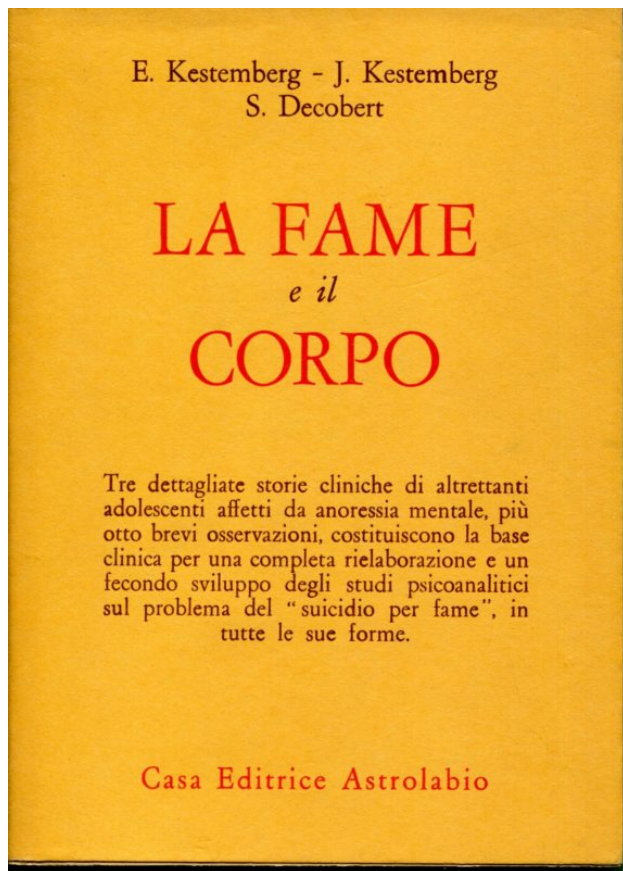 E. Kestemberg - J. Kestemberg
S. Decobert
LA FAME
e il
CORPO
Tre dettagliate storie cliniche di altrettanti
adolescenti affetti da anoressia mentale, più
otto brevi osservazioni, costituiscono la base
clinica per una completa rielaborazione e un
fecondo sviluppo degli studi psicoanalitici
sul problema del "suicidio per fame", in
tutte le sue forme.
Casa Editrice Astrolabio